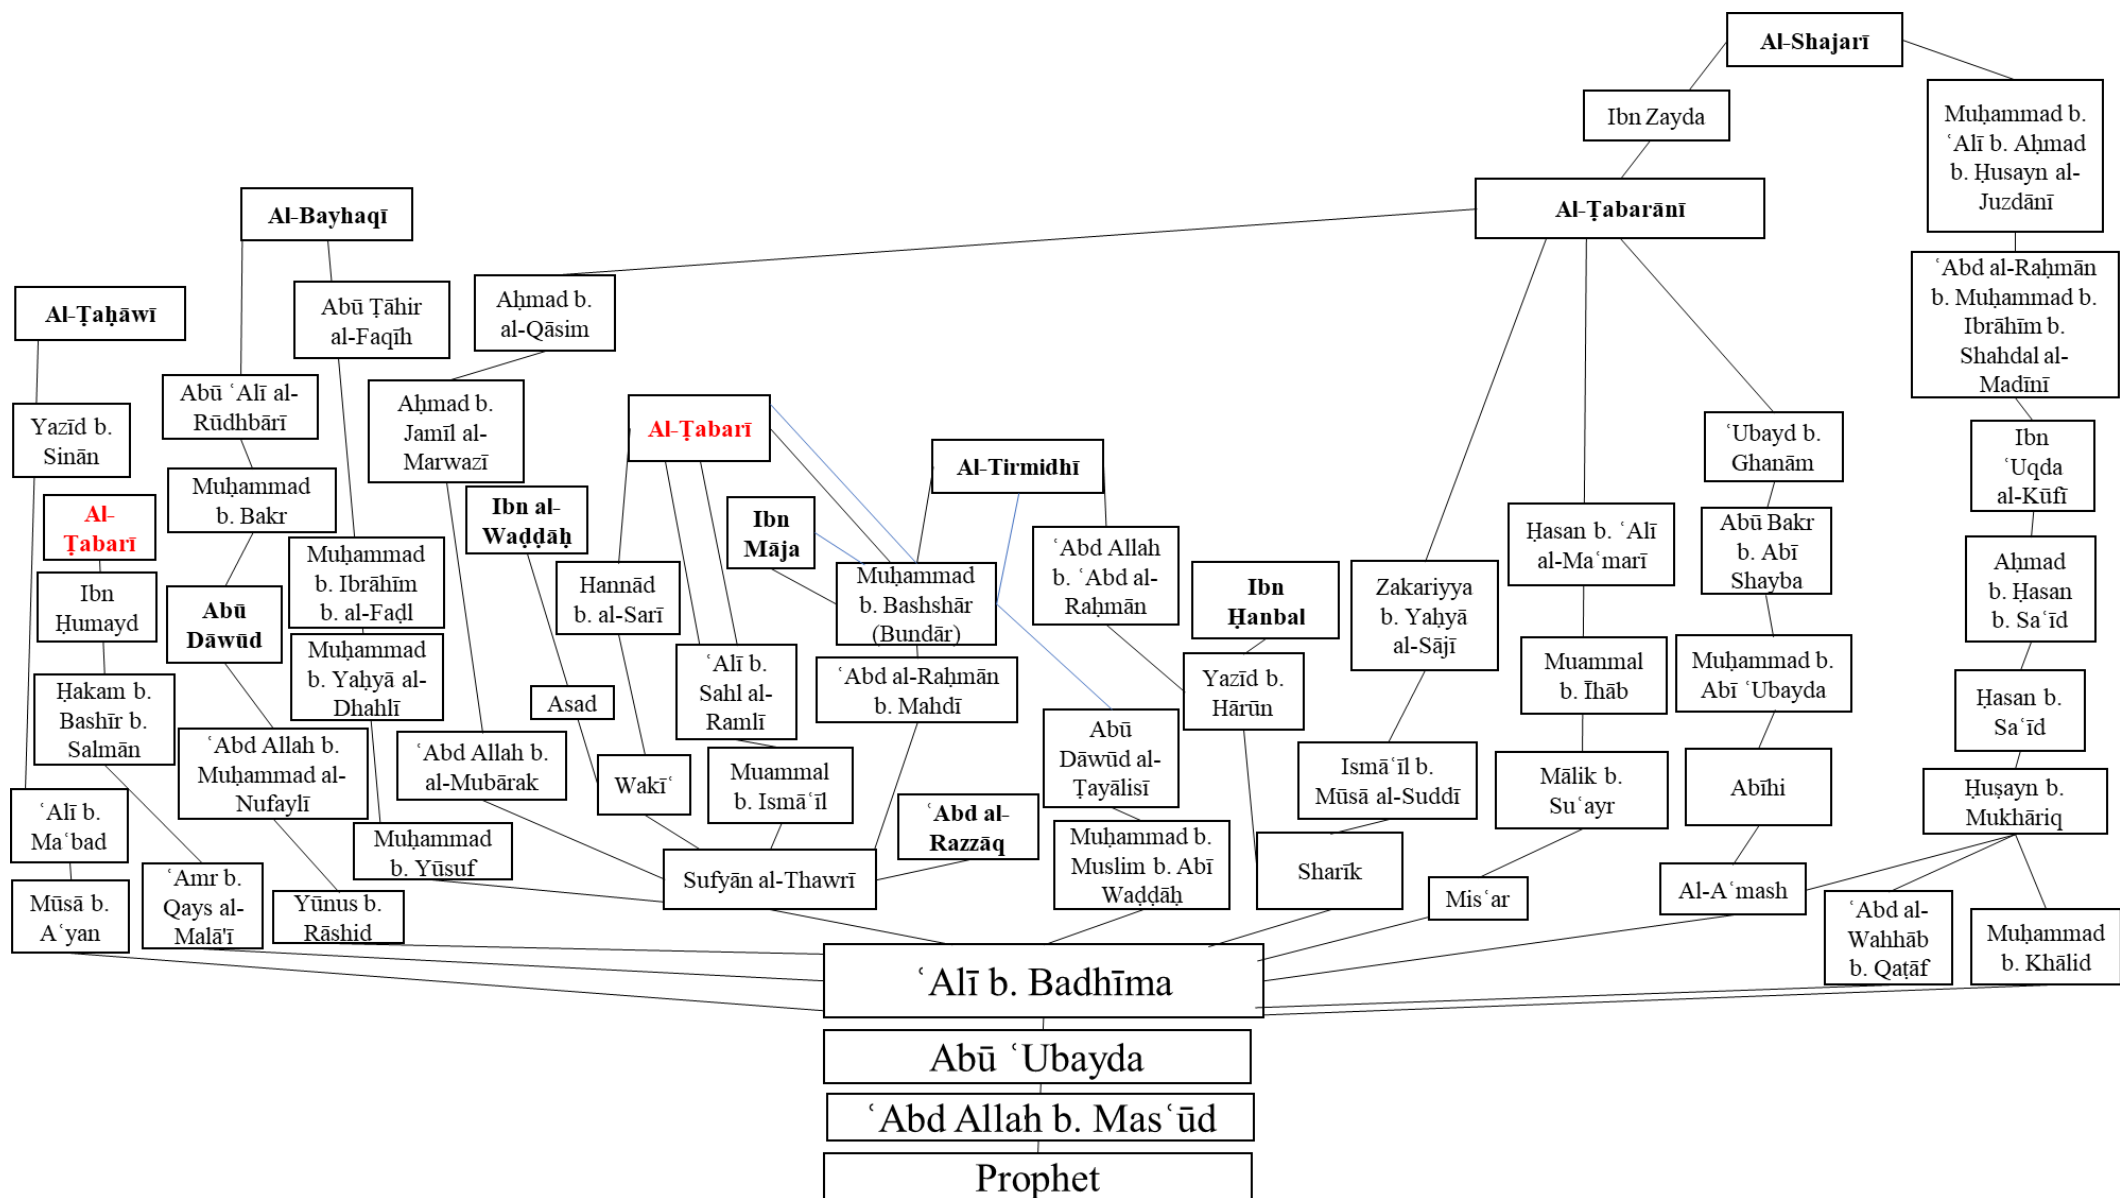 Al-Shajarī
Ibn Zayda
Muḥammad b.
ʿAlī b. Aḥmad
b. Ḥusayn al-
Juzdānī
Al-Bayhaqī
Al-Ṭabarānī
Al-Ṭaḥāwī
Abū Ṭāhir
al-Faqīh
Aḥmad b.
al-Qāsim
ʿAbd al-Raḥmān
b. Muḥammad b.
Ibrāhīm b.
Shahdal al-
Madīnī
Yazīd b.
Sinān
Abū ʿAlī al-
Rūdhbārī
Aḥmad b.
Jamīl al-
Marwazī
Al-Ṭabarī
Al-Tirmidhī
ʿUbayd b.
Ghanām
Ibn
ʿUqda
al-Kūfī
Al-
Ṭabarī
Muḥammad
b. Bakr
Ibn al-
Waḍḍāḥ
Ibn
Māja
ʿAbd Allah
b. ʿAbd al-
Raḥmān
Ḥasan b. ʿAlī
al-Maʿmarī
Abū Bakr
b. Abī
Shayba
Aḥmad
b. Ḥasan
b. Saʿīd
Ibn
Ḥumayd
Abū
Dāwūd
Muḥammad
b. Ibrāhīm
b. al-Faḍl
Hannād
b. al-Sarī
Muḥammad
b. Bashshār
(Bundār)
Ibn
Ḥanbal
Zakariyya
b. Yaḥyā
al-Sājī
Ḥakam b.
Bashīr b.
Salmān
Muḥammad
b. Yaḥyā al-
Dhahlī
Asad
ʿAlī b.
Sahl al-
Ramlī
ʿAbd al-Raḥmān
b. Mahdī
Yazīd b.
Hārūn
Muammal
b. Īhāb
Muḥammad b.
Abī ʿUbayda
Ḥasan b.
Saʿīd
ʿAbd Allah b.
Muḥammad al-
Nufaylī
ʿAbd Allah b.
al-Mubārak
Wakīʿ
Muammal
b. Ismāʿīl
Abū
Dāwūd al-
Ṭayālisī
Ismāʿīl b.
Mūsā al-Suddī
Mālik b.
Suʿayr
Abīhi
Ḥuṣayn b.
Mukhāriq
ʿAlī b.
Maʿbad
Muḥammad
b. Yūsuf
ʿAbd al-
Razzāq
Muḥammad b.
Muslim b. Abī
Waḍḍāḥ
Sharīk
Mūsā b.
Aʿyan
ʿAmr b.
Qays al-
Malā'ī
Yūnus b.
Rāshid
Sufyān al-Thawrī
Misʿar
Al-Aʿmash
ʿAbd al-
Wahhāb
b. Qaṭāf
Muḥammad
b. Khālid
ʿAlī b. Badhīma
Abū ʿUbayda
ʿAbd Allah b. Masʿūd
Prophet